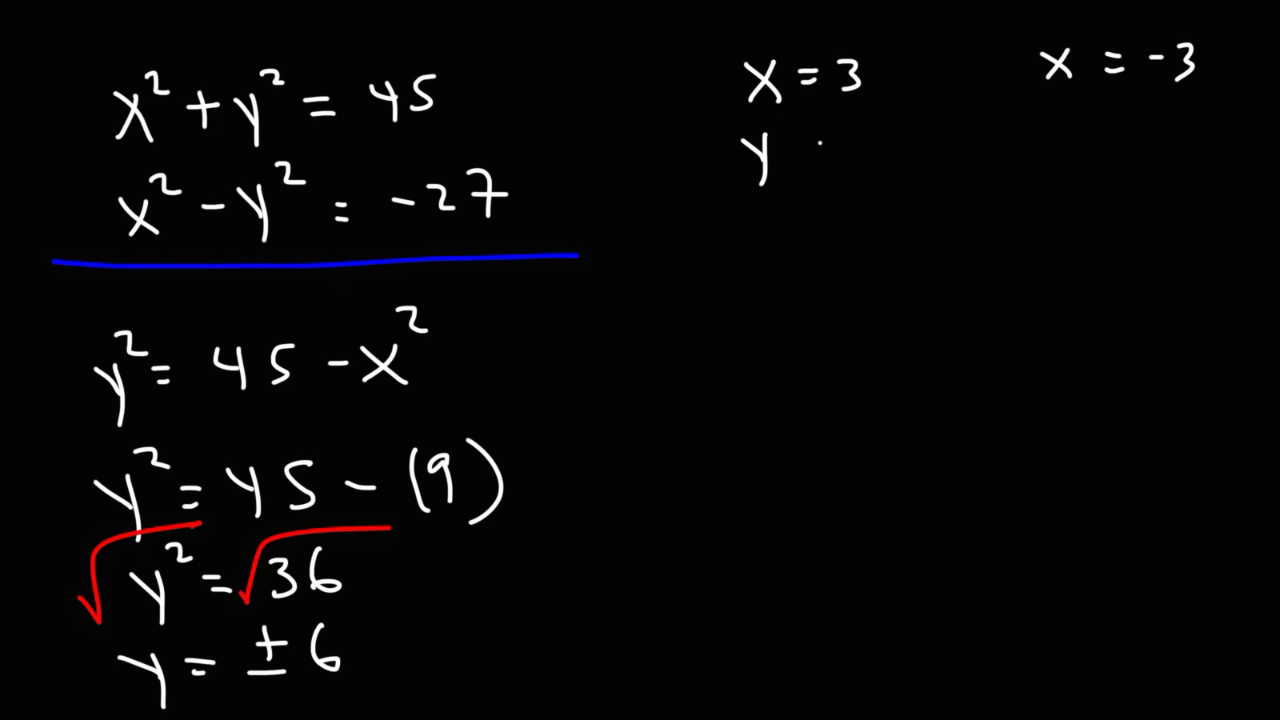 x² + y² = 45
x² - y² = -27
y² = 45 - x²
y² = 45 - (9)
√y² = √36
y = ± 6
x = 3
y
x = -3